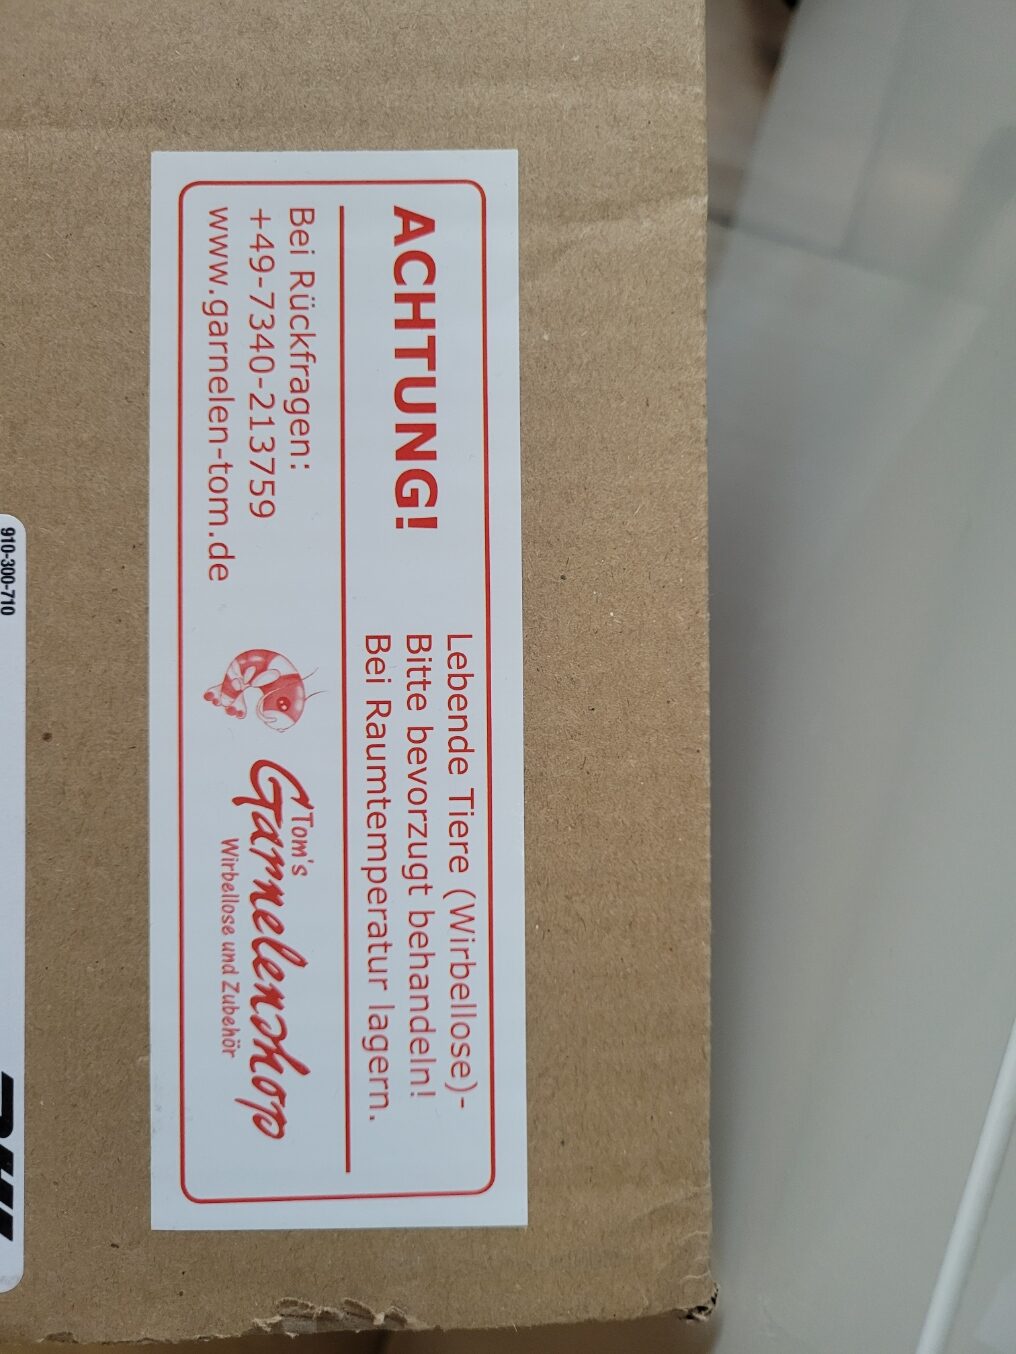 ACHTUNG!
Lebende Tiere (Wirbellose)-
Bitte bevorzugt behandeln!
Bei Raumtemperatur lagern.
Bei Rückfragen:
+49-7340-213759
www.garnelen-tom.de
Tom's
Garnelenshop
Wirbellose und Zubehör
910-300-710